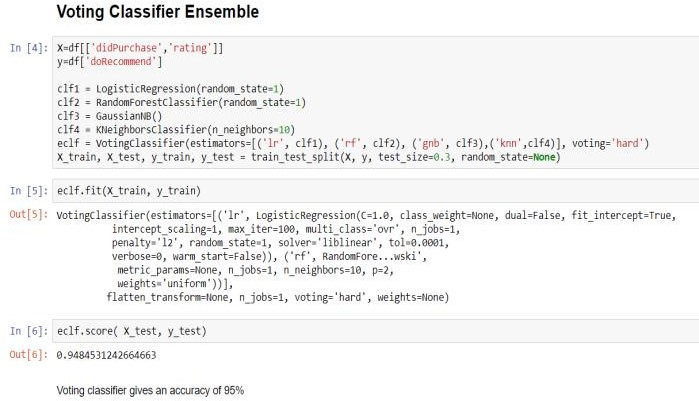 Voting Classifier Ensemble
In [4]: X=df[['didPurchase','rating']]
y=df['doRecommend']
clf1 = LogisticRegression(random_state=1)
clf2 = RandomForestClassifier(random_state=1)
clf3 = GaussianNB()
clf4 = KNeighborsClassifier(n_neighbors=10)
eclf = VotingClassifier(estimators=[('lr', clf1), ('rf', clf2), ('gnb', clf3),('knn',clf4)], voting='hard')
X_train, X_test, y_train, y_test = train_test_split(X, y, test_size=0.3, random_state=None)
In [5]: eclf.fit(X_train, y_train)
Out[5]: VotingClassifier(estimators=[('lr', LogisticRegression(C=1.0, class_weight=None, dual=False, fit_intercept=True,
intercept_scaling=1, max_iter=100, multi_class='ovr', n_jobs=1,
penalty='l2', random_state=1, solver='liblinear', tol=0.0001,
verbose=0, warm_start=False)), ('rf', RandomFore...wski',
metric_params=None, n_jobs=1, n_neighbors=10, p=2,
weights='uniform'))],
flatten_transform=None, n_jobs=1, voting='hard', weights=None)
In [6]: eclf.score( X_test, y_test)
Out[6]: 0.9484531242664663
Voting classifier gives an accuracy of 95%